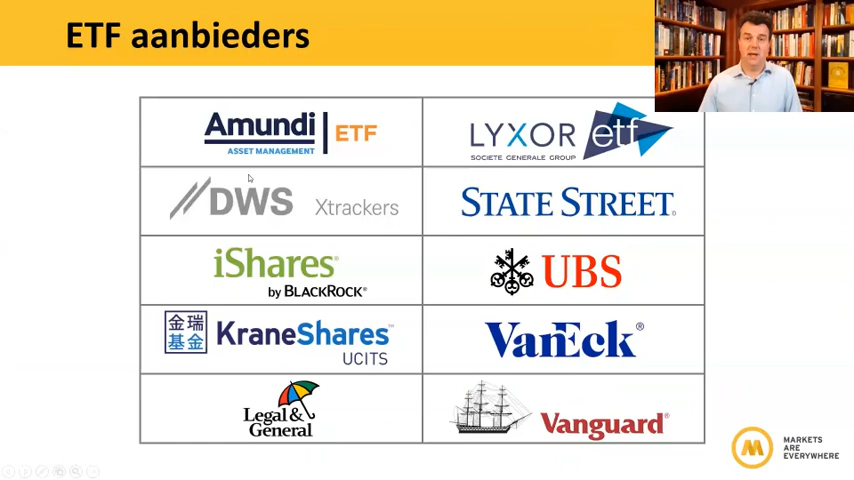 ETF aanbieders
Amundi
ASSET MANAGEMENT
ETF
LYXOR etf
SOCIETE GENERALE GROUP
DWS Xtrackers
STATE STREET®
iShares®
by BLACKROCK®
UBS
金瑞
基金
KraneShares™
UCITS
VanEck®
Legal &
General
Vanguard®
M
MARKETS
ARE
EVERYWHERE